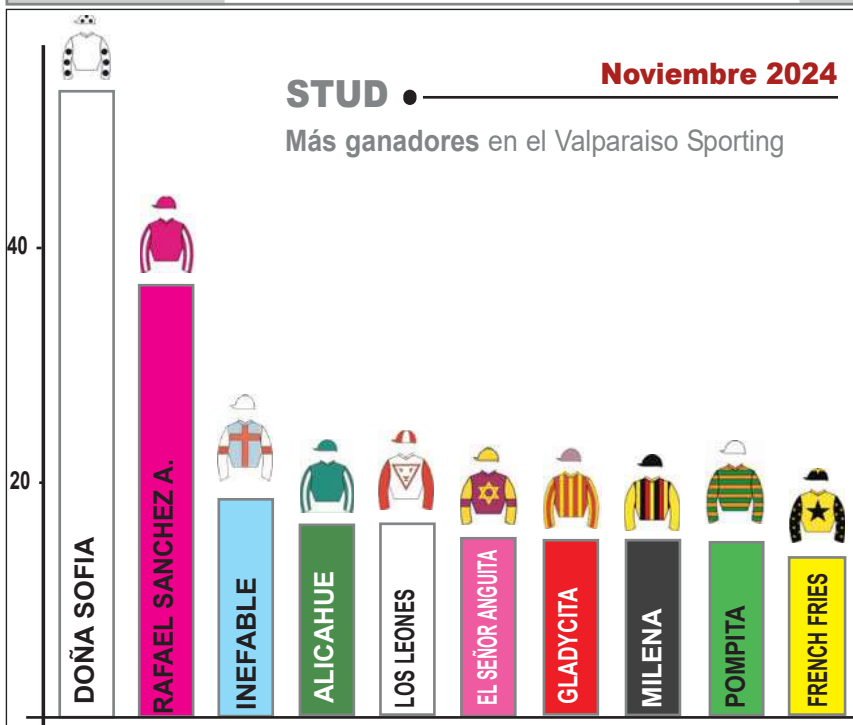 Noviembre 2024
STUD
Más ganadores en el Valparaiso Sporting
40
20
DOÑA SOFIA
RAFAEL SANCHEZ A.
INEFABLE
ALICAHUE
LOS LEONES
EL SEÑOR ANGUITA
GLADYCITA
MILENA
POMPITA
FRENCH FRIES